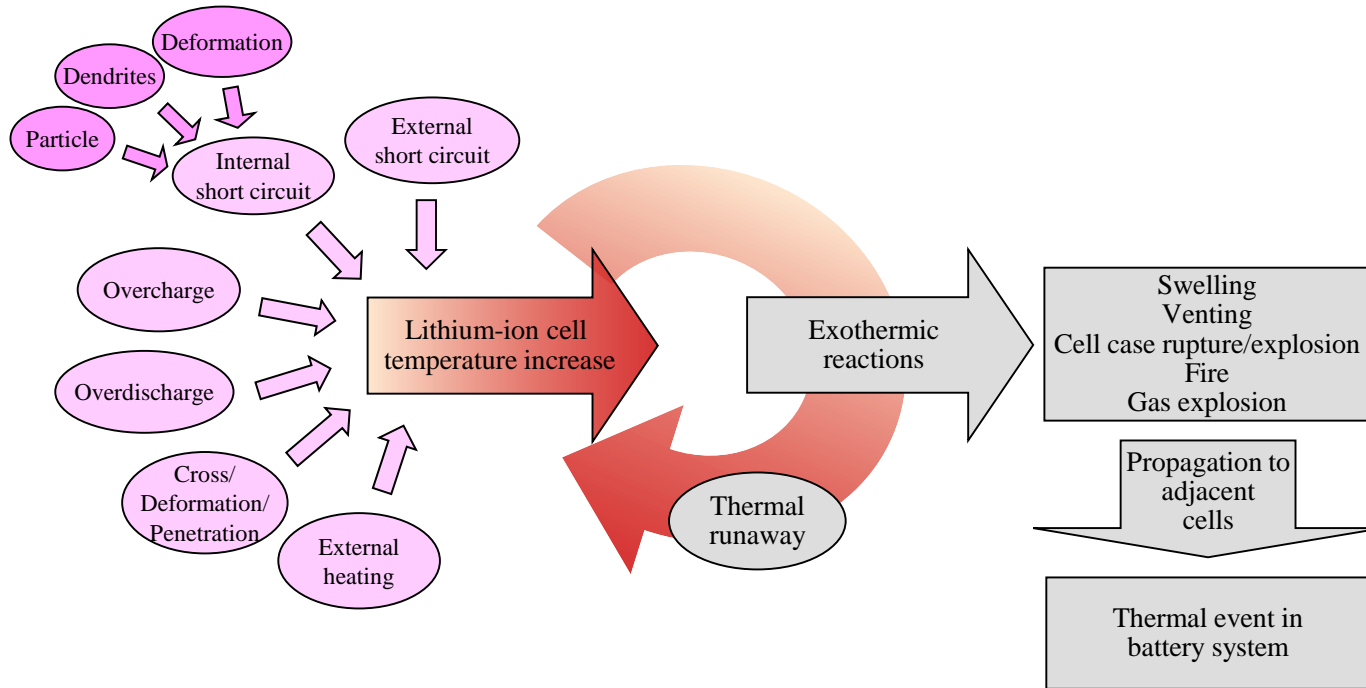 Deformation
Dendrites
Particle
Internal
short circuit
External
short circuit
Overcharge
Overdischarge
Cross/
Deformation/
Penetration
External
heating
Lithium-ion cell
temperature increase
Exothermic
reactions
Thermal
runaway
Swelling
Venting
Cell case rupture/explosion
Fire
Gas explosion
Propagation to
adjacent
cells
Thermal event in
battery system